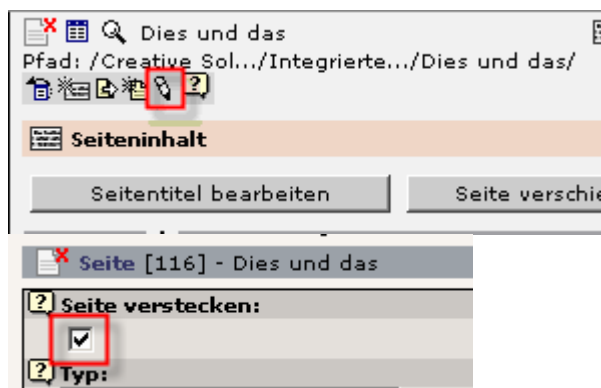 Dies und das
Pfad: /Creative Sol.../Integrierte.../Dies und das/
Seiteninhalt
Seitentitel bearbeiten
Seite verschie
Seite [116] - Dies und das
Seite verstecken:
Typ: